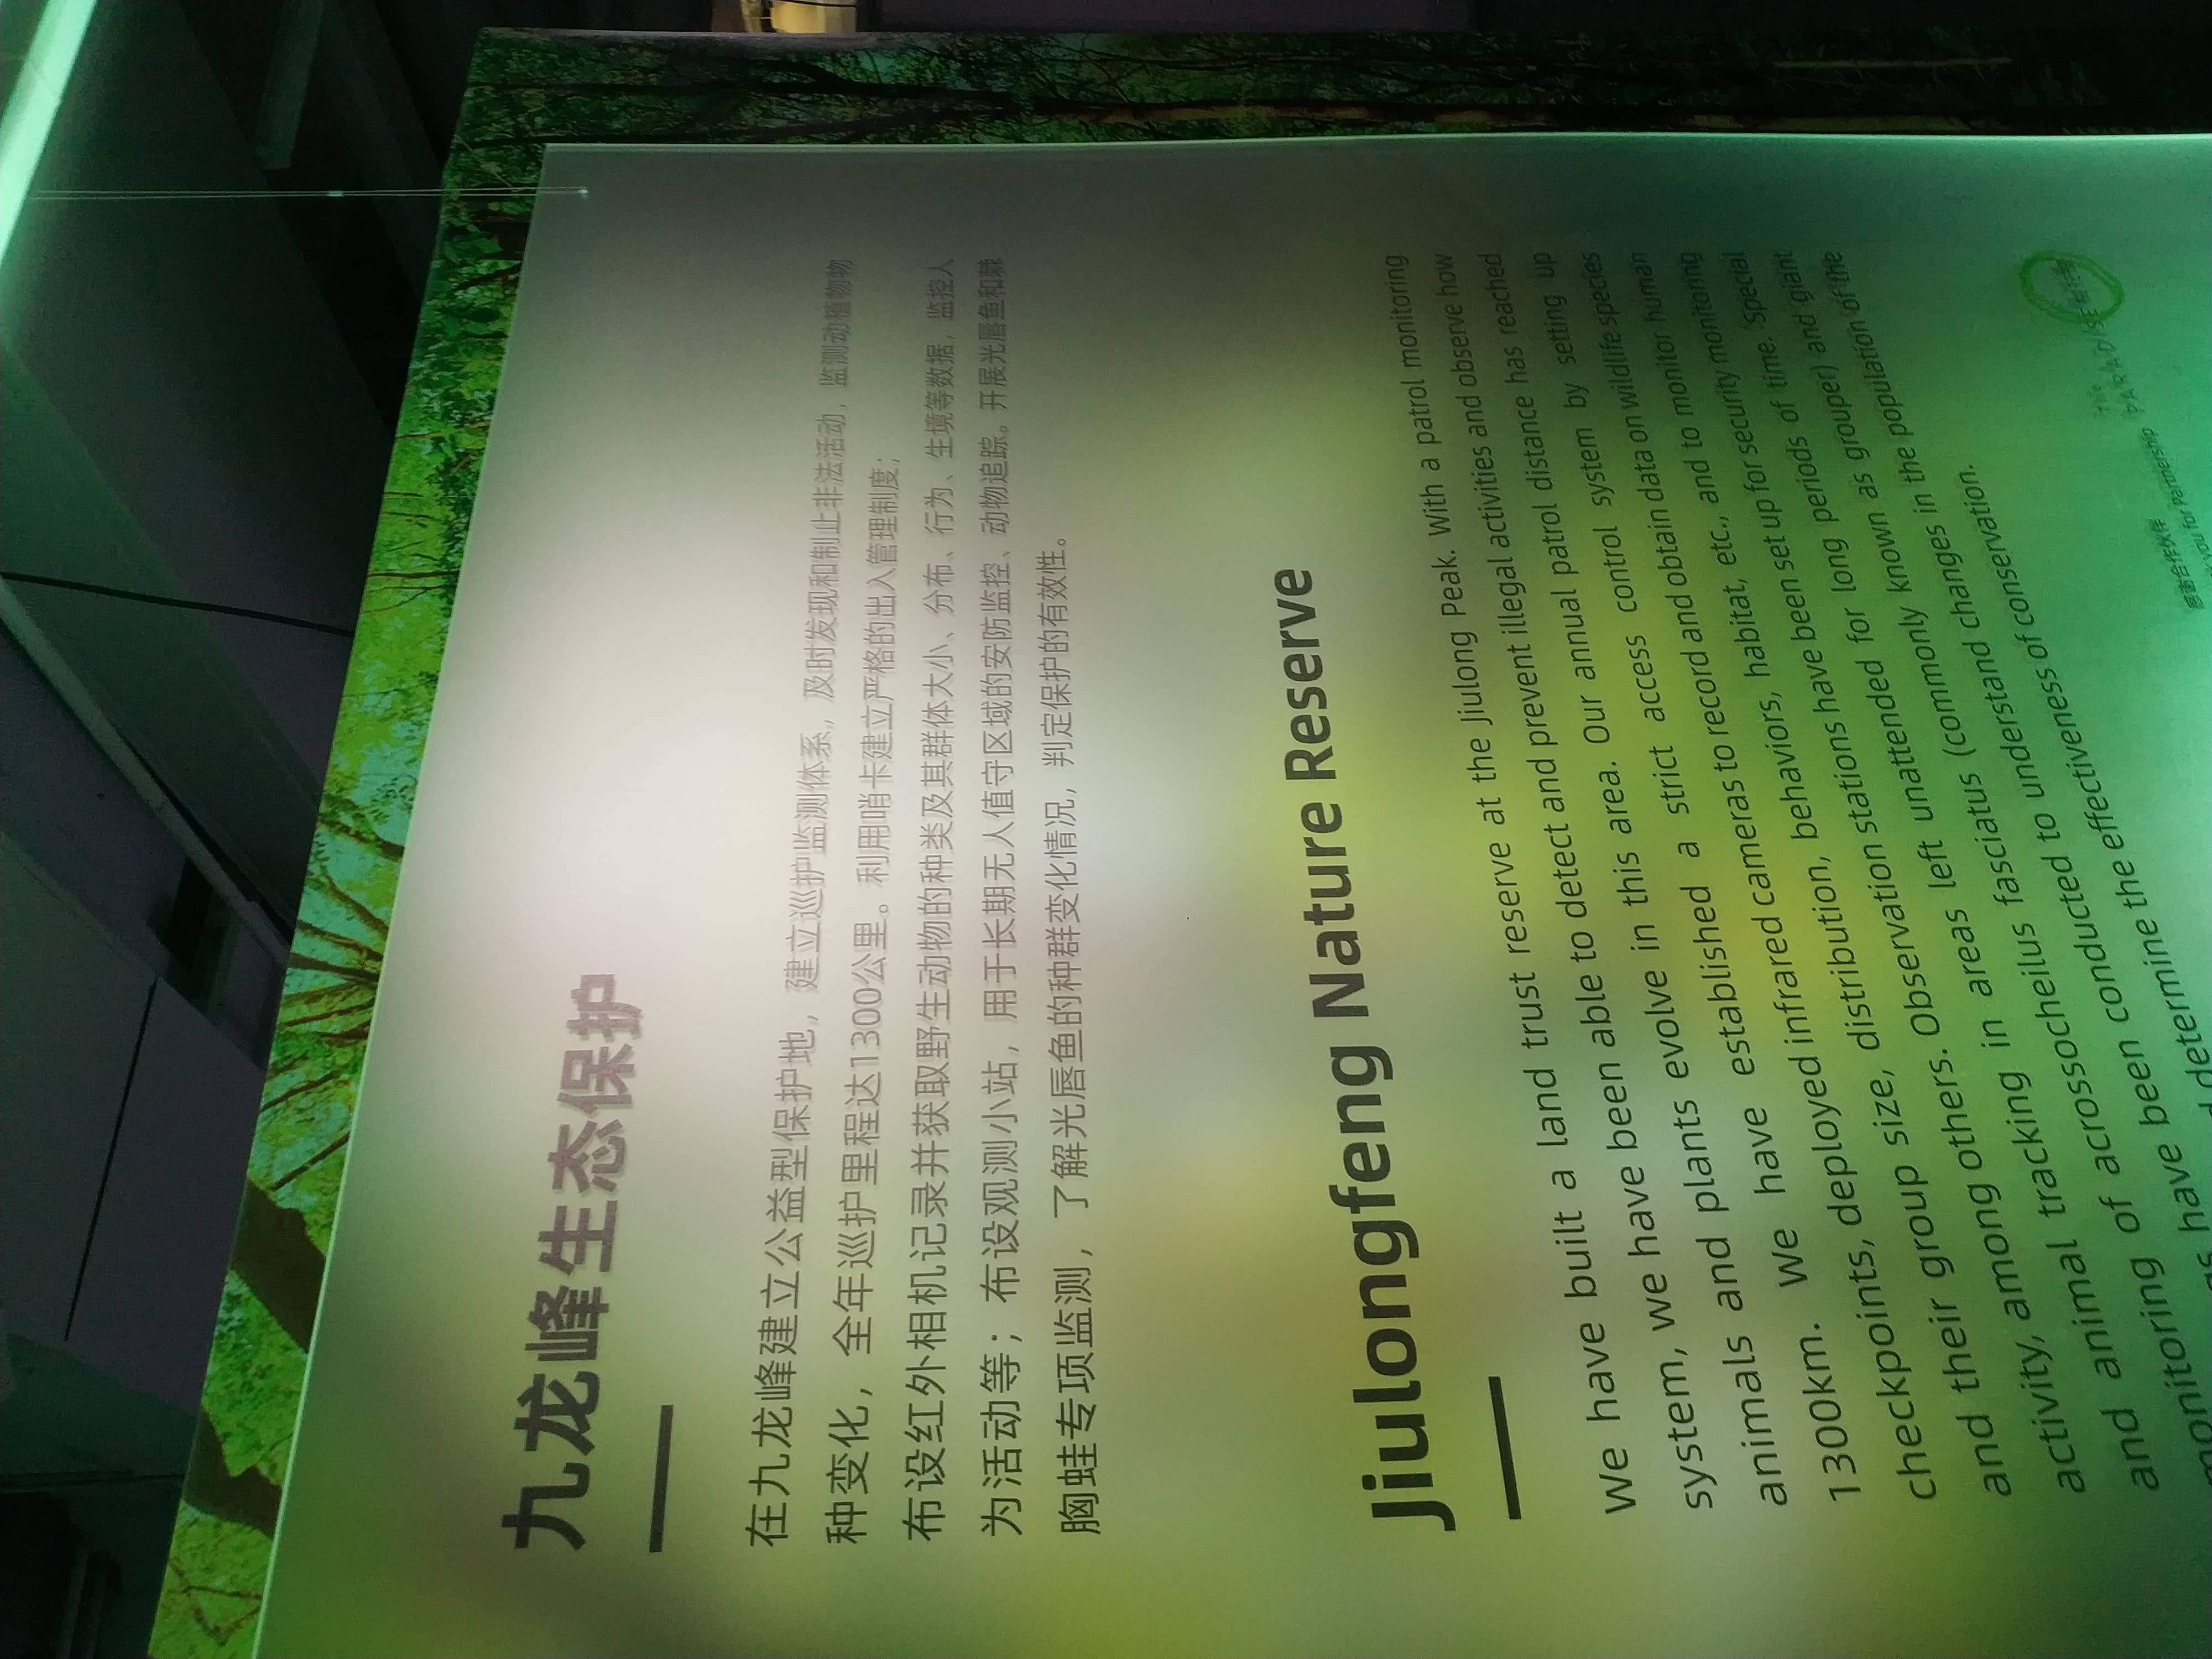 九龙峰生态保护
在九龙峰建立公益型保护地，建立巡护监测体系，及时发现和制止非法活动，监测动植物物
种变化，全年巡护里程达1300公里。利用哨卡建立严格的出入管理制度；
布设红外相机记录并获取野生动物的种类及其群体大小、分布、行为、生境等数据，监控人
为活动等；布设观测小站，用于长期无人值守区域的安防监控、动物追踪。开展光唇鱼和棘
胸蛙专项监测，了解光唇鱼的种群变化情况，判定保护的有效性。
Jiulongfeng Nature Reserve
We have built a land trust reserve at the Jiulong Peak. With a patrol monitoring
system, we have been able to detect and prevent illegal activities and observe how
animals and plants evolve in this area. Our annual patrol distance has reached
1300km. We have established a strict access control system by setting up
checkpoints, deployed infrared cameras to record and obtain data on wildlife species
and their group size, distribution, behaviors, habitat, etc., and to monitor human
activity, among others. Observation stations have been set up for security monitoring
and animal tracking in areas left unattended for long periods of time. Special
monitoring of acrossocheilus fasciatus (commonly known as grouper) and giant
have been conducted to understand changes in the population of the
determine the effectiveness of conservation.
The
PARADISE
感谢合作伙伴
you for Partnership